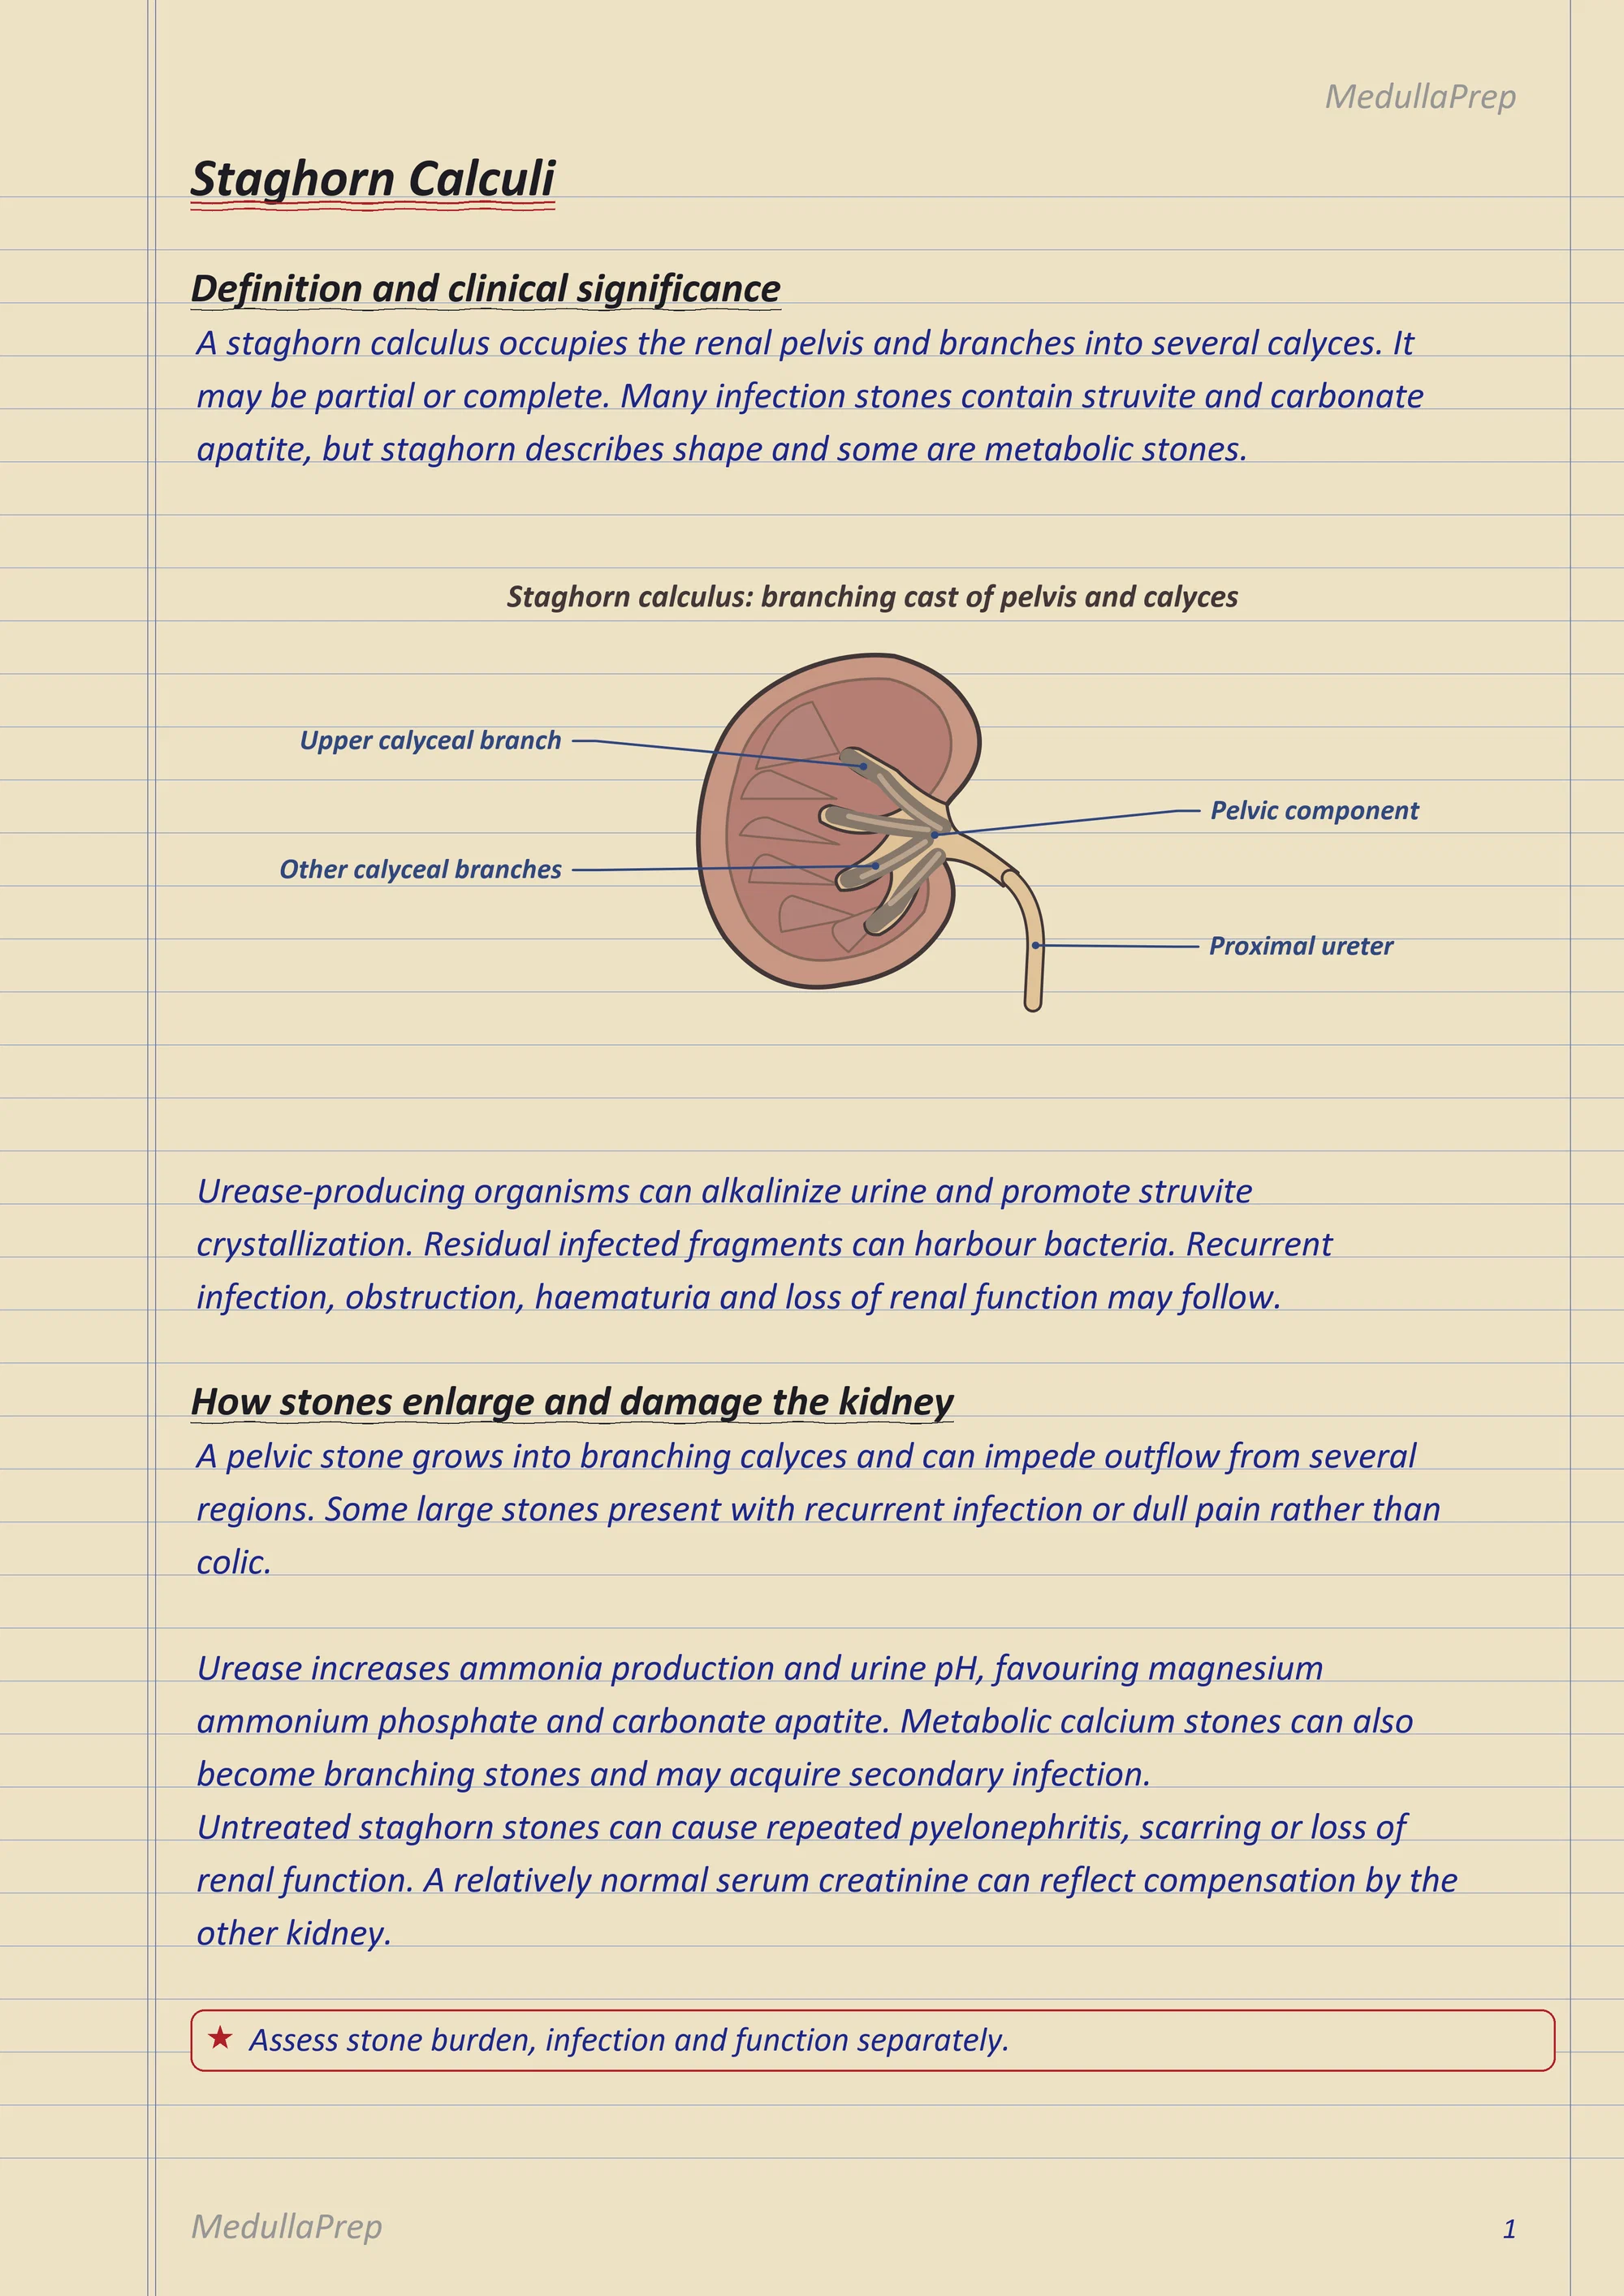 MedullaPrep
Staghorn Calculi
Definition and clinical significance
A staghorn calculus occupies the renal pelvis and branches into several calyces. It
may be partial or complete. Many infection stones contain struvite and carbonate
apatite, but staghorn describes shape and some are metabolic stones.
Staghorn calculus: branching cast of pelvis and calyces
Upper calyceal branch
Pelvic component
Other calyceal branches
Proximal ureter
Urease-producing organisms can alkalinize urine and promote struvite
crystallization. Residual infected fragments can harbour bacteria. Recurrent
infection, obstruction, haematuria and loss of renal function may follow.
How stones enlarge and damage the kidney
A pelvic stone grows into branching calyces and can impede outflow from several
regions. Some large stones present with recurrent infection or dull pain rather than
colic.
Urease increases ammonia production and urine pH, favouring magnesium
ammonium phosphate and carbonate apatite. Metabolic calcium stones can also
become branching stones and may acquire secondary infection.
Untreated staghorn stones can cause repeated pyelonephritis, scarring or loss of
renal function. A relatively normal serum creatinine can reflect compensation by the
other kidney.
★ Assess stone burden, infection and function separately.
MedullaPrep
1